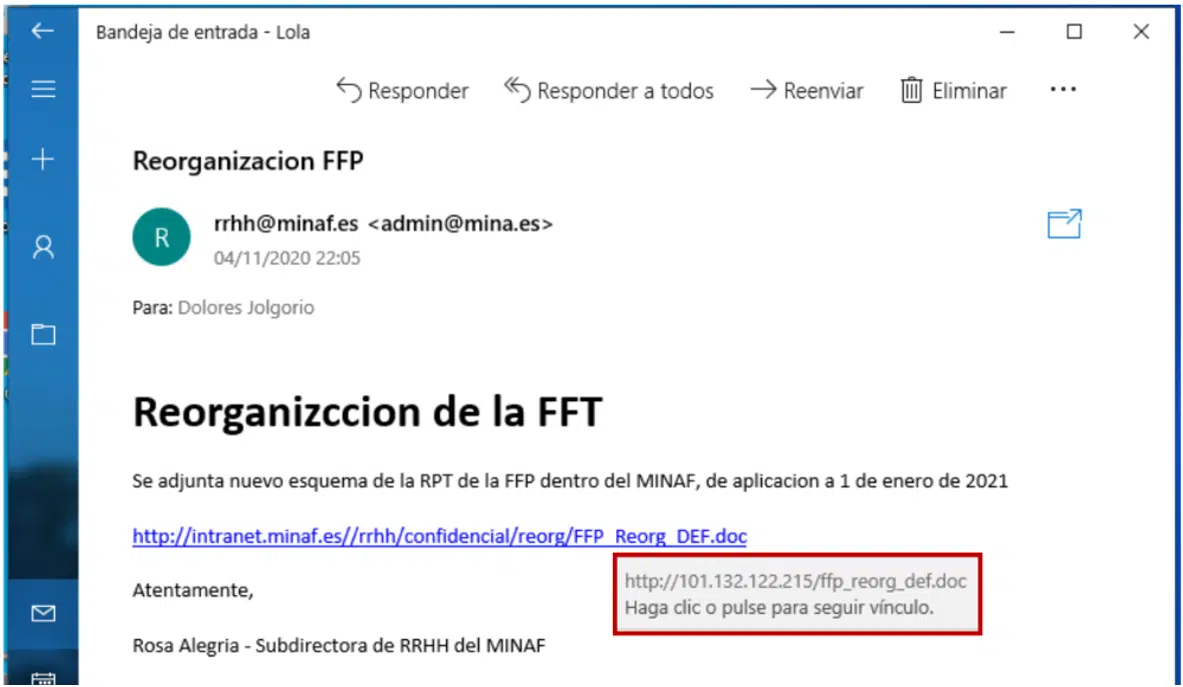 Bandeja de entrada - Lola
Responder Responder a todos Reenviar Eliminar ...
Reorganizacion FFP
R
rrhh@minaf.es <admin@mina.es>
04/11/2020 22:05
Para: Dolores Jolgorio
Reorganizccion de la FFT
Se adjunta nuevo esquema de la RPT de la FFP dentro del MINAF, de aplicacion a 1 de enero de 2021
http://intranet.minaf.es//rrhh/confidencial/reorg/FFP_Reorg_DEF.doc
http://101.132.122.215/ffp_reorg_def.doc
Haga clic o pulse para seguir vínculo.
Atentamente,
Rosa Alegria - Subdirectora de RRHH del MINAF